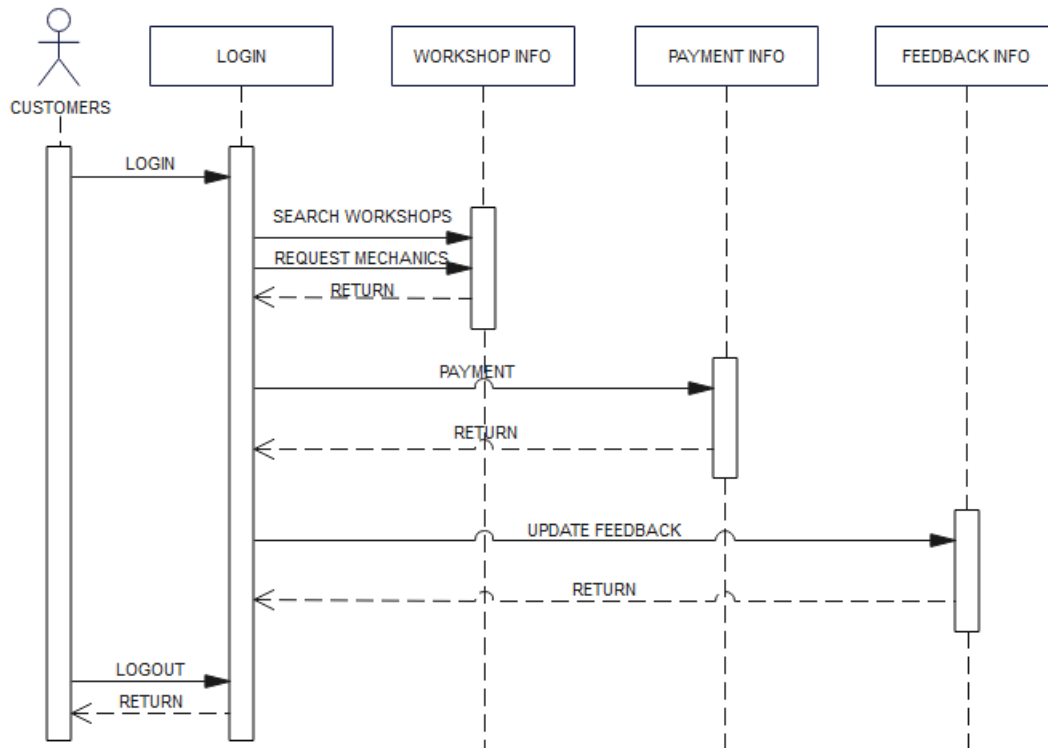 CUSTOMERS
LOGIN
WORKSHOP INFO
PAYMENT INFO
FEEDBACK INFO
LOGIN
SEARCH WORKSHOPS
REQUEST MECHANICS
RETURN
PAYMENT
RETURN
UPDATE FEEDBACK
RETURN
LOGOUT
RETURN